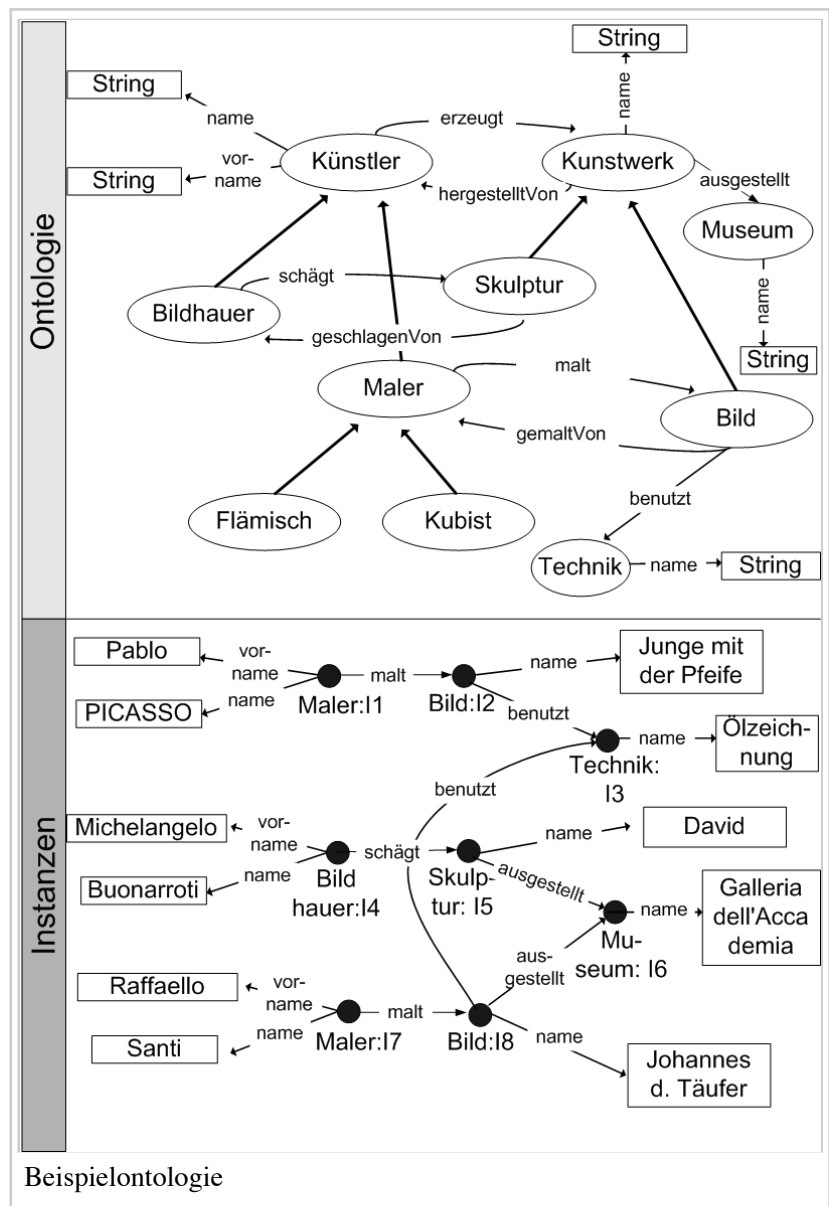 Ontologie
String
name
String
name
erzeugt
String
vor-
name
Künstler
Kunstwerk
hergestelltVon
ausgestellt
Museum
name
String
schägt
Skulptur
Bildhauer
geschlagenVon
Maler
malt
Bild
gemaltVon
benutzt
Flämisch
Kubist
Technik
name
String
Instanzen
Pablo
vor-
name
PICASSO
name
Maler:I1
malt
Bild:I2
name
Junge mit
der Pfeife
benutzt
Technik:
I3
name
Ölzeich-
nung
benutzt
Michelangelo
vor-
name
Buonarroti
name
Bild
hauer:I4
schägt
Skulp-
tur: I5
name
David
ausgestellt
Mu-
seum: I6
name
Galleria
dell'Acca
demia
aus-
gestellt
Raffaello
vor-
name
Santi
name
Maler:I7
malt
Bild:I8
name
Johannes
d. Täufer
Beispielontologie